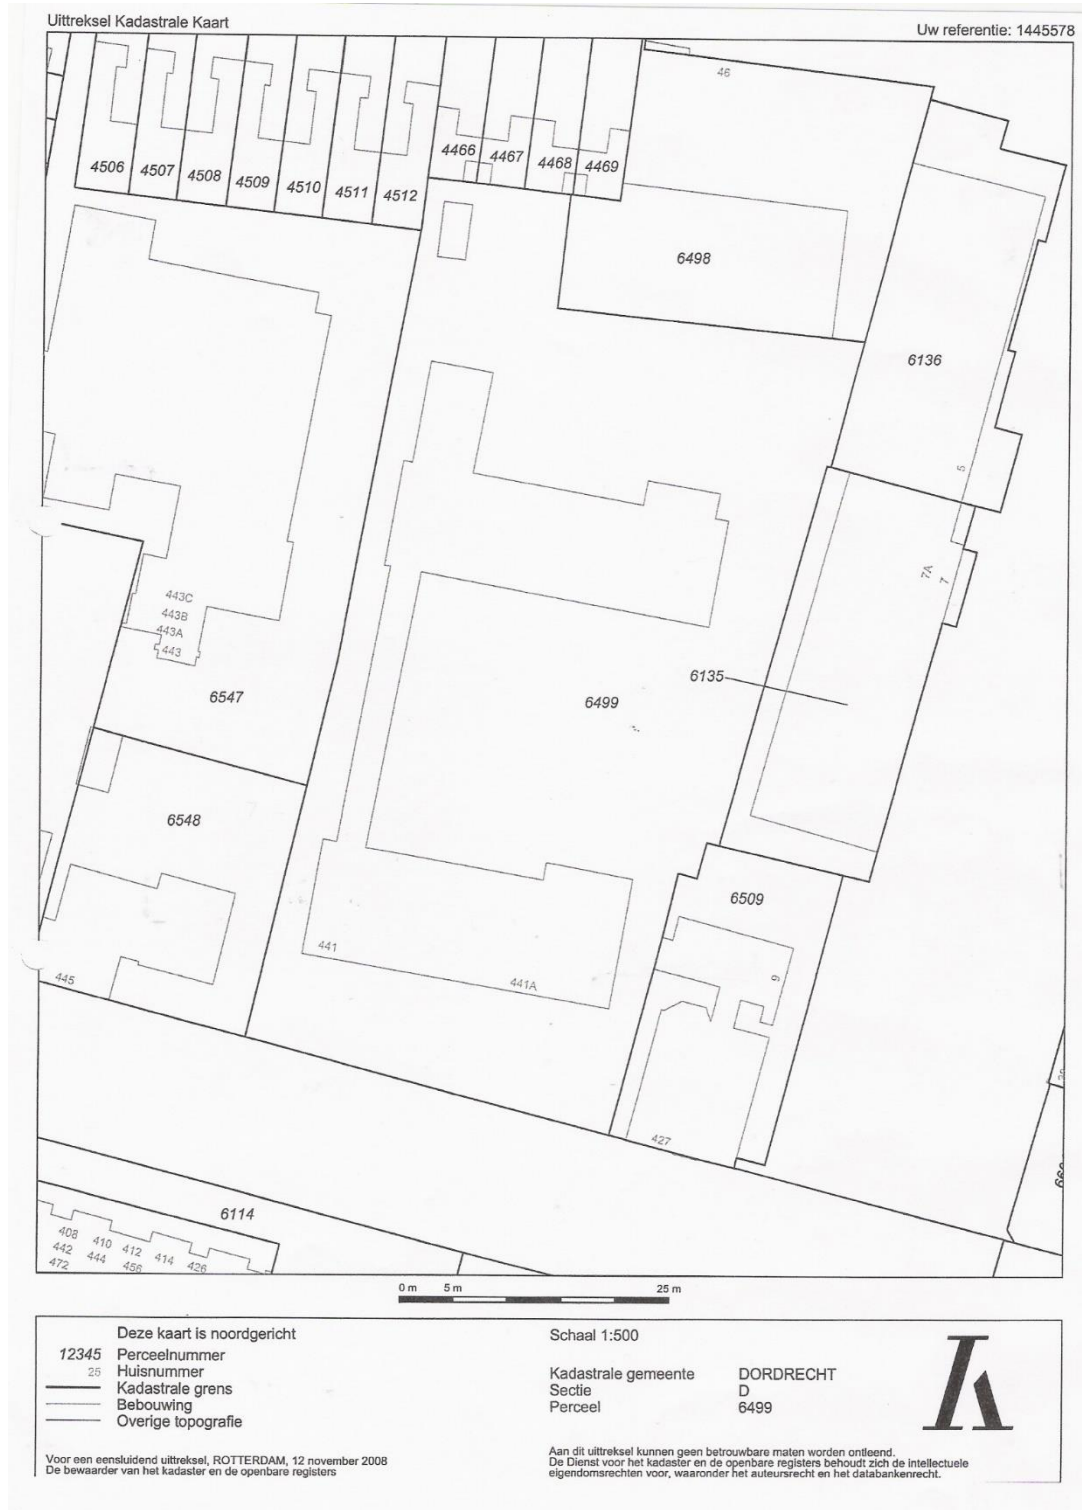 Uittreksel Kadastrale Kaart
Uw referentie: 1445578
46
4506
4507
4508
4509
4510
4511
4512
4466
4467
4468
4469
6498
6136
5
7A
7
443C
443B
443A
443
6547
6135
6499
6548
6509
9
445
441
441A
427
6114
408
442
472
410
444
412
456
414
426
0 m 5 m 25 m
Deze kaart is noordgericht
12345 Perceelnummer
25 Huisnummer
Kadastrale grens
Bebouwing
Overige topografie
Voor een eensluidend uittreksel, ROTTERDAM, 12 november 2008
De bewaarder van het kadaster en de openbare registers
Schaal 1:500
Kadastrale gemeente DORDRECHT
Sectie D
Perceel 6499
Aan dit uittreksel kunnen geen betrouwbare maten worden ontleend.
De Dienst voor het kadaster en de openbare registers behoudt zich de intellectuele
eigendomsrechten voor, waaronder het auteursrecht en het databankenrecht.